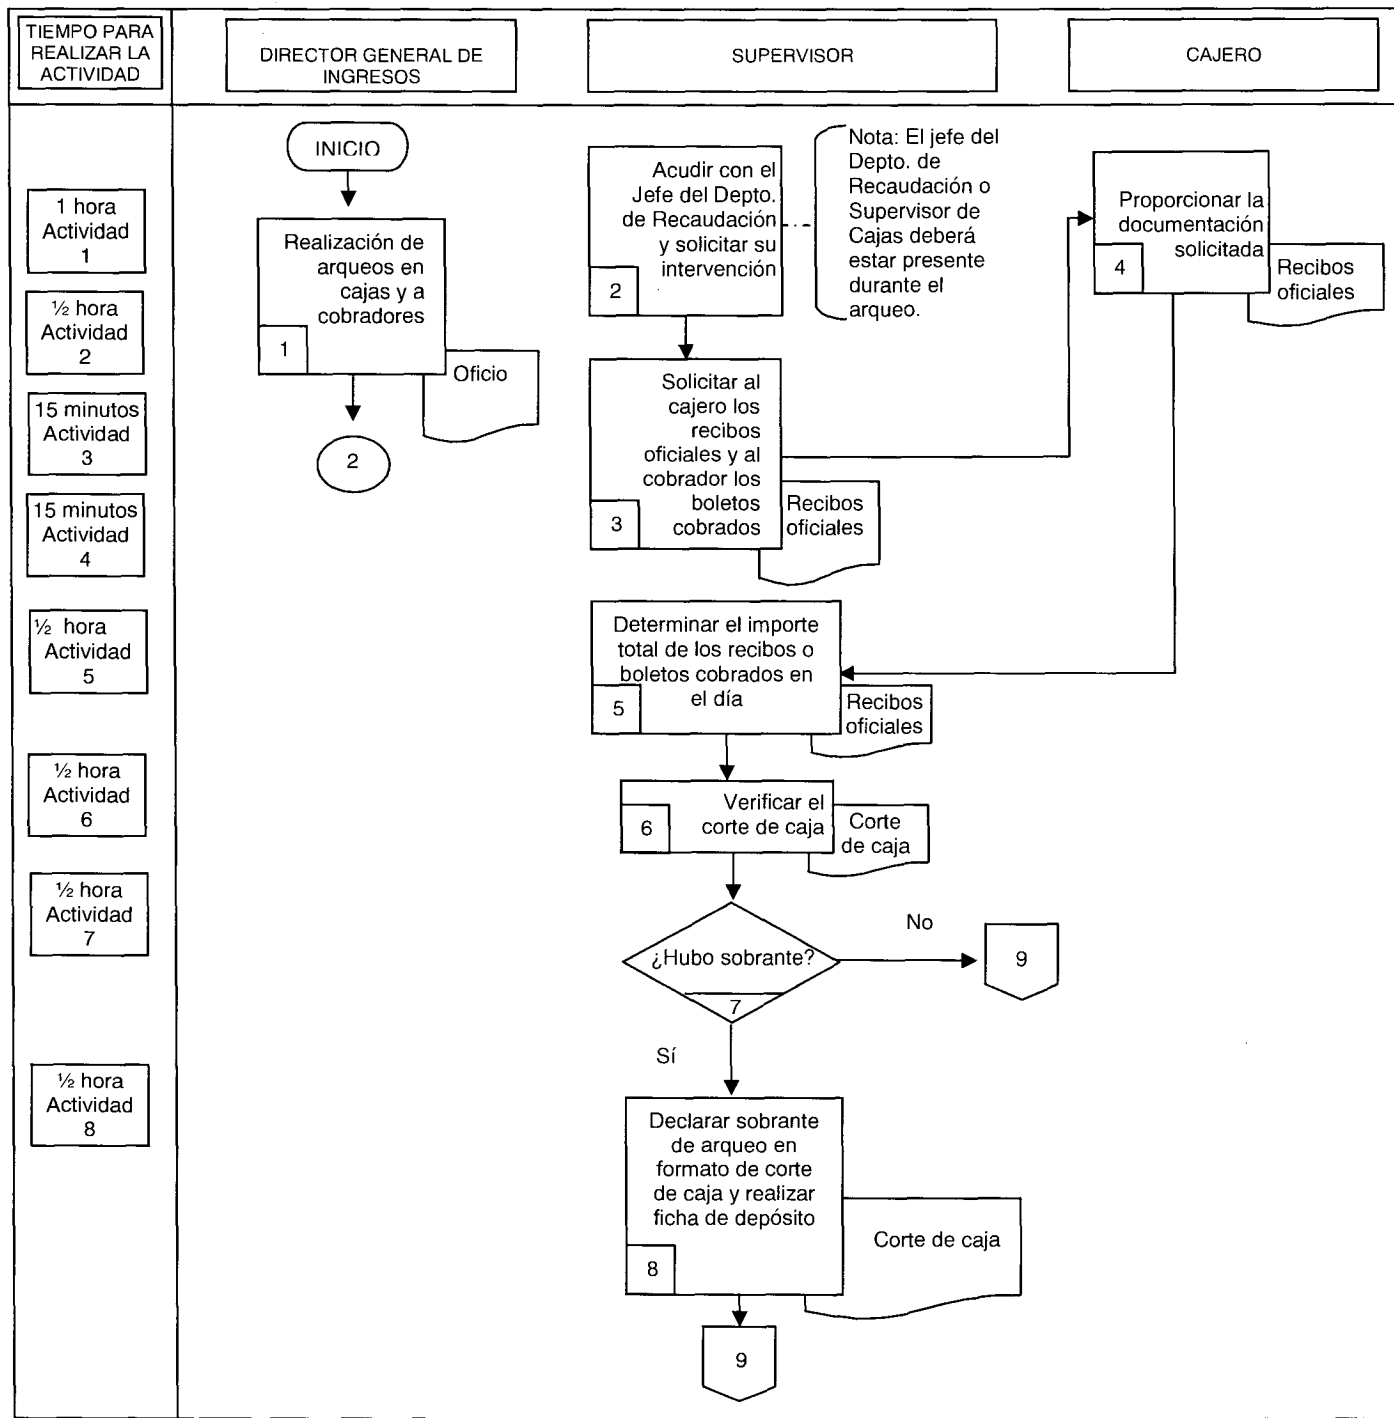 TIEMPO PARA
REALIZAR LA
ACTIVIDAD
DIRECTOR GENERAL DE
INGRESOS
SUPERVISOR
CAJERO
1 hora
Actividad
1
½ hora
Actividad
2
15 minutos
Actividad
3
15 minutos
Actividad
4
½ hora
Actividad
5
½ hora
Actividad
6
½ hora
Actividad
7
½ hora
Actividad
8
INICIO
Realización de
arqueos en
cajas y a
cobradores
1
Oficio
2
Acudir con el
Jefe del Depto.
de Recaudación
y solicitar su
intervención
2
Nota: El jefe del
Depto. de
Recaudación o
Supervisor de
Cajas deberá
estar presente
durante el
arqueo.
Solicitar al
cajero los
recibos
oficiales y al
cobrador los
boletos
cobrados
3
Recibos
oficiales
Proporcionar la
documentación
solicitada
4
Recibos
oficiales
Determinar el importe
total de los recibos o
boletos cobrados en
el día
5
Recibos
oficiales
Verificar el
corte de caja
6
Corte
de caja
¿Hubo sobrante?
7
No
9
Sí
Declarar sobrante
de arqueo en
formato de corte
de caja y realizar
ficha de depósito
8
Corte de caja
9